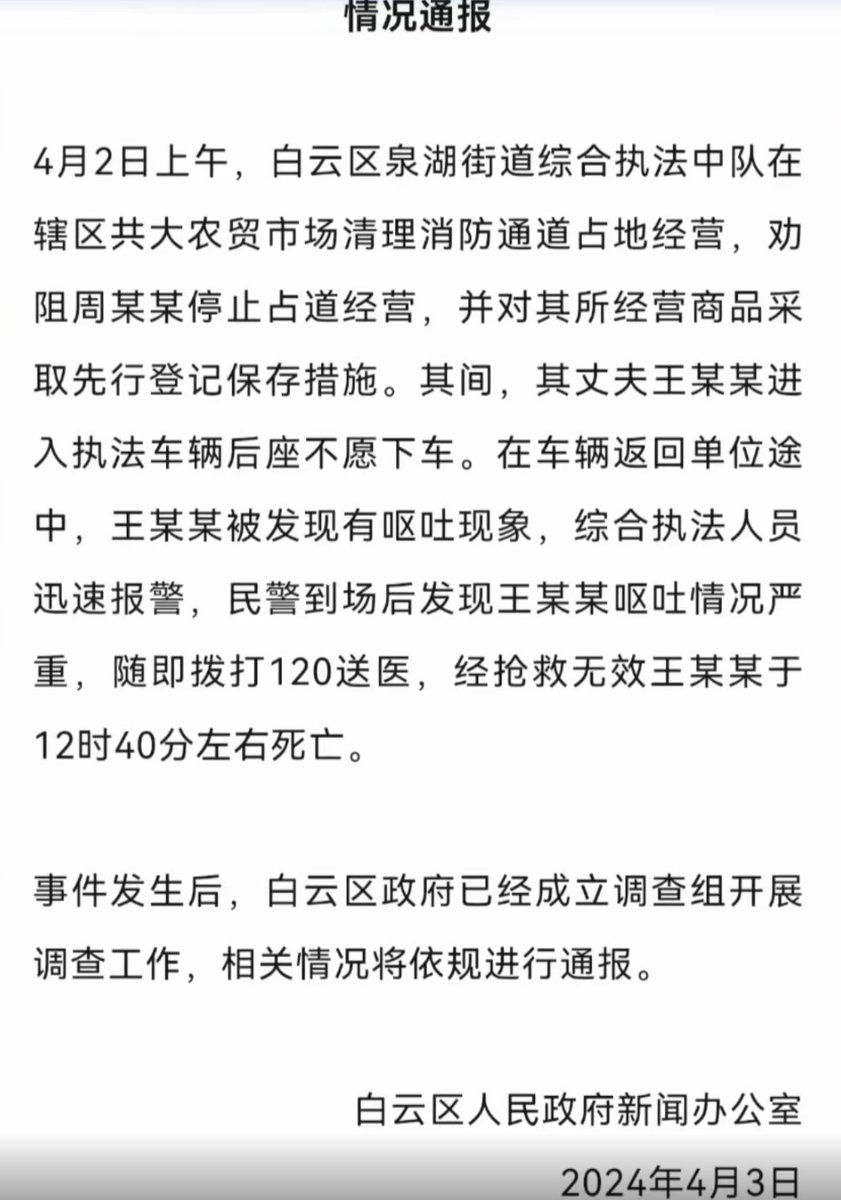 情况通报
4月2日上午，白云区泉湖街道综合执法中队在
辖区共大农贸市场清理消防通道占地经营，劝
阻周某某停止占道经营，并对其所经营商品采
取先行登记保存措施。其间，其丈夫王某某进
入执法车辆后座不愿下车。在车辆返回单位途
中，王某某被发现有呕吐现象，综合执法人员
迅速报警，民警到场后发现王某某呕吐情况严
重，随即拨打120送医，经抢救无效王某某于
12时40分左右死亡。
事件发生后，白云区政府已经成立调查组开展
调查工作，相关情况将依规进行通报。
白云区人民政府新闻办公室
2024年4月3日